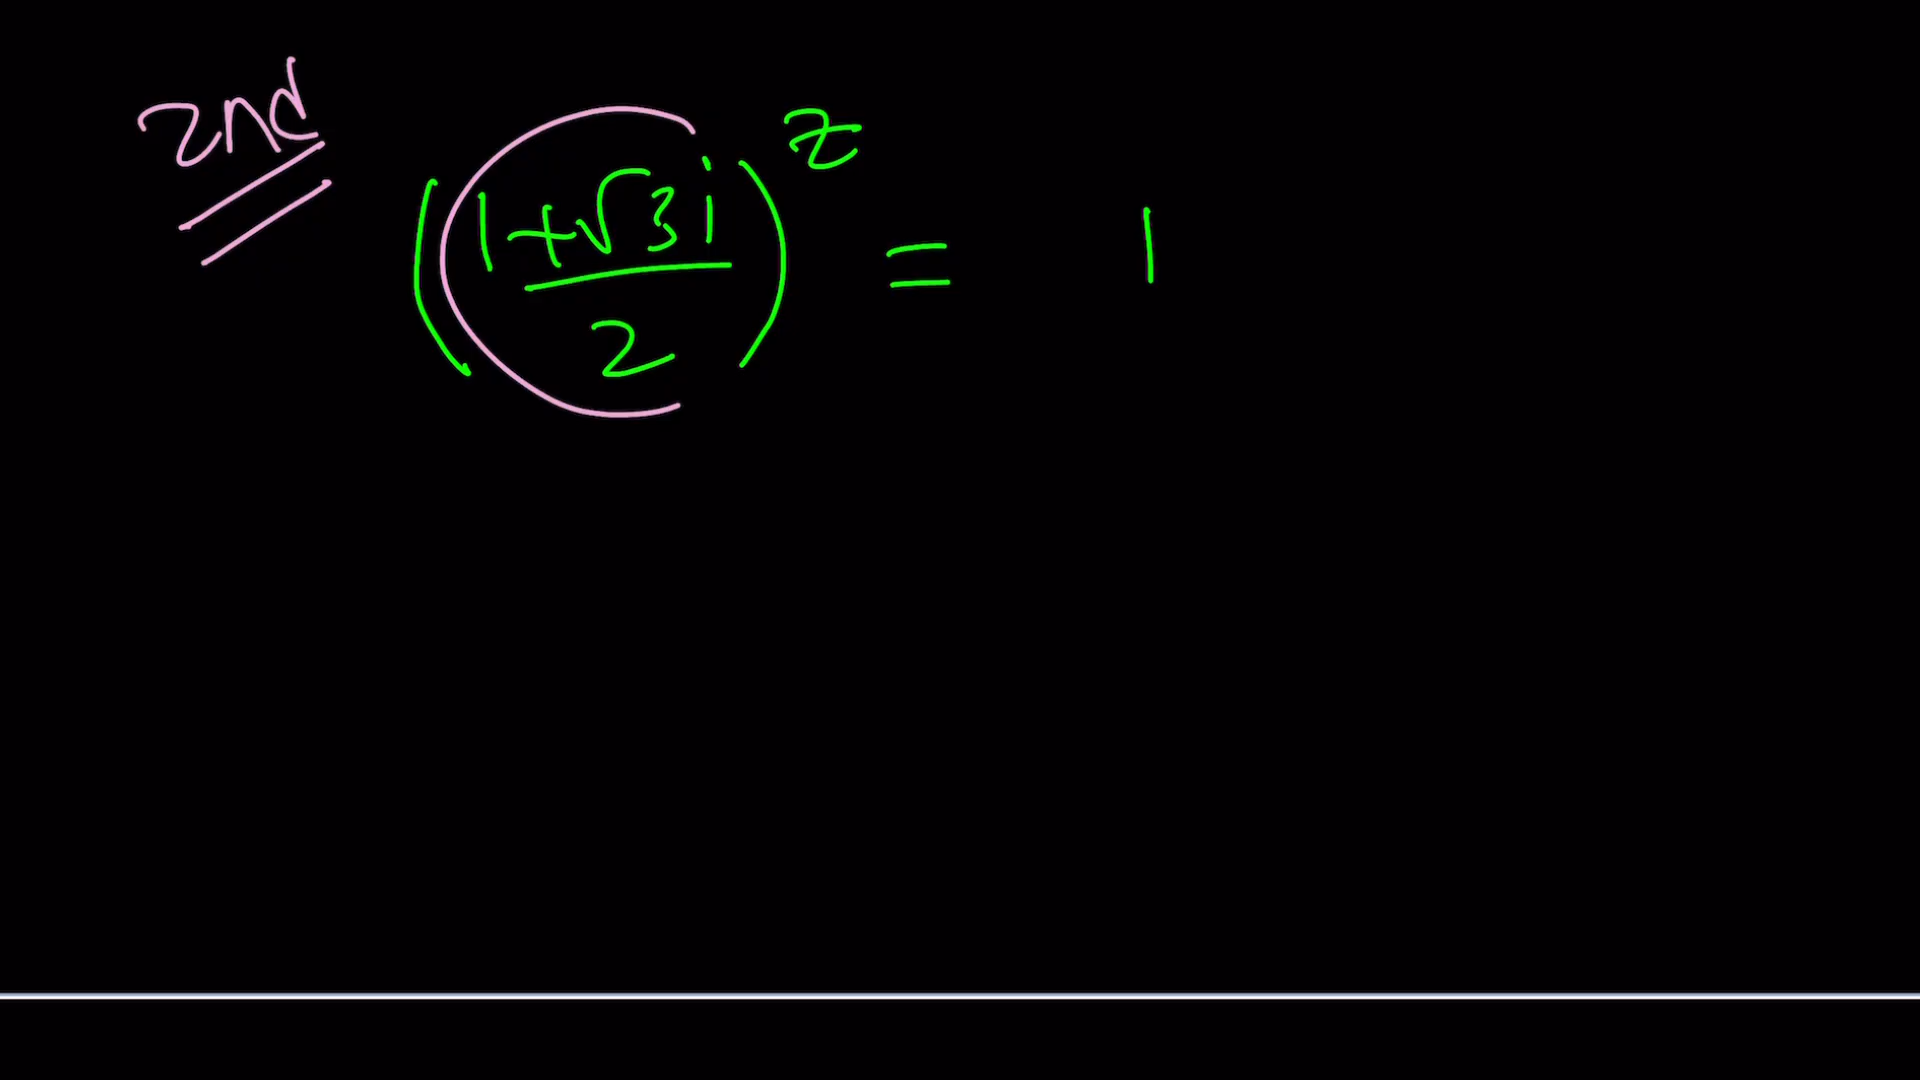 2nd
((1+√3i)/2)^z = 1